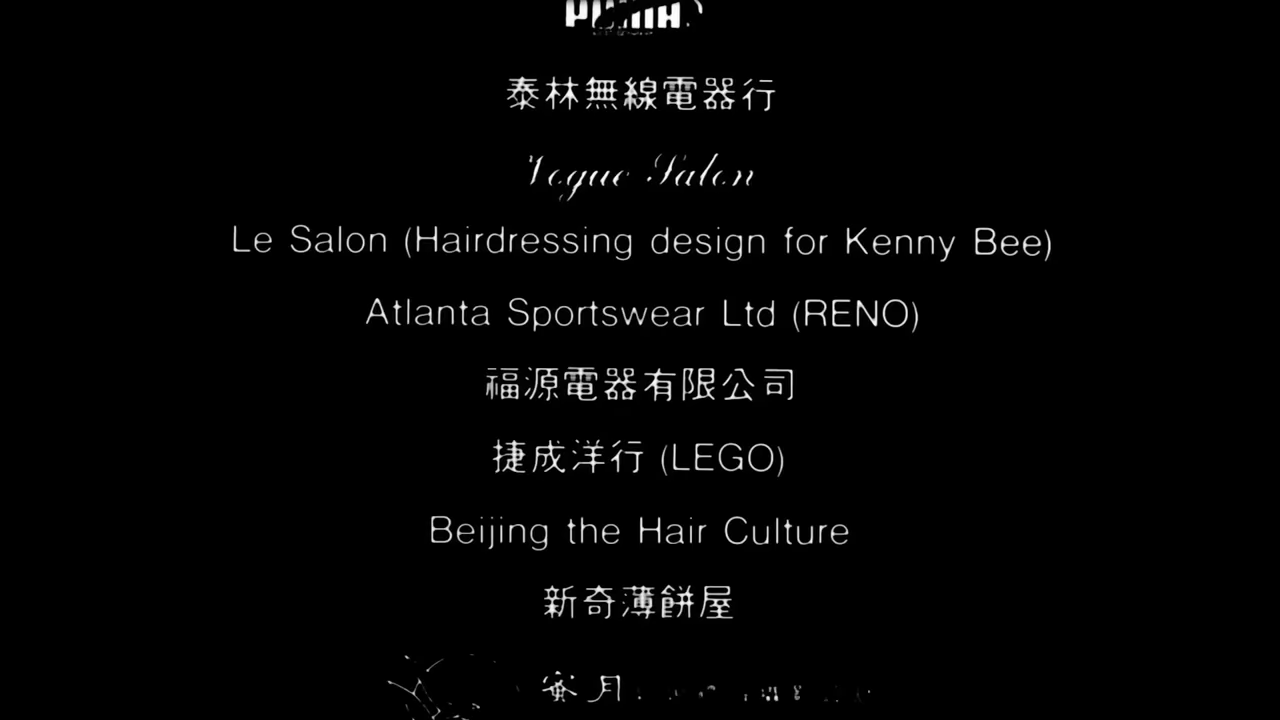 PUMA
泰林無線電器行
Vogue Salon
Le Salon (Hairdressing design for Kenny Bee)
Atlanta Sportswear Ltd (RENO)
福源電器有限公司
捷成洋行 (LEGO)
Beijing the Hair Culture
新奇薄餅屋
蜜月